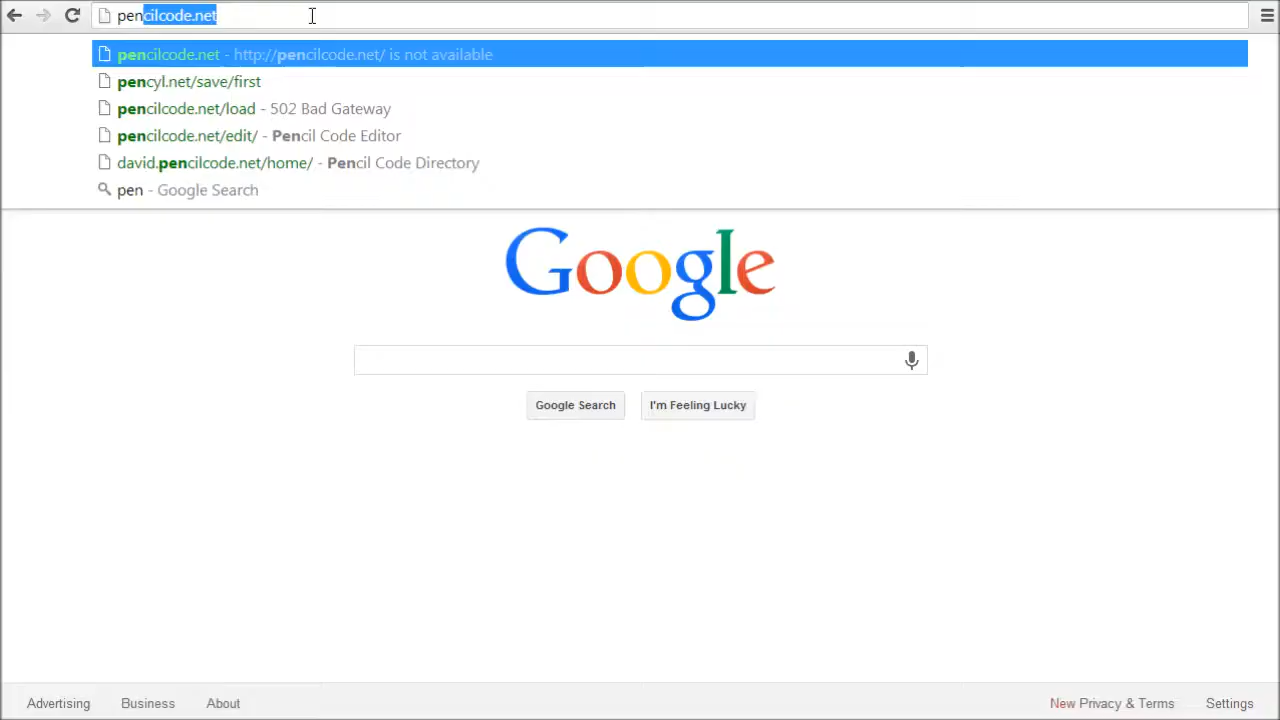 pencilcode.net
pencilcode.net - http://pencilcode.net/ is not available
pencyl.net/save/first
pencilcode.net/load - 502 Bad Gateway
pencilcode.net/edit/ - Pencil Code Editor
david.pencilcode.net/home/ - Pencil Code Directory
pen - Google Search
Google
Google Search I'm Feeling Lucky
Advertising Business About New Privacy & Terms Settings